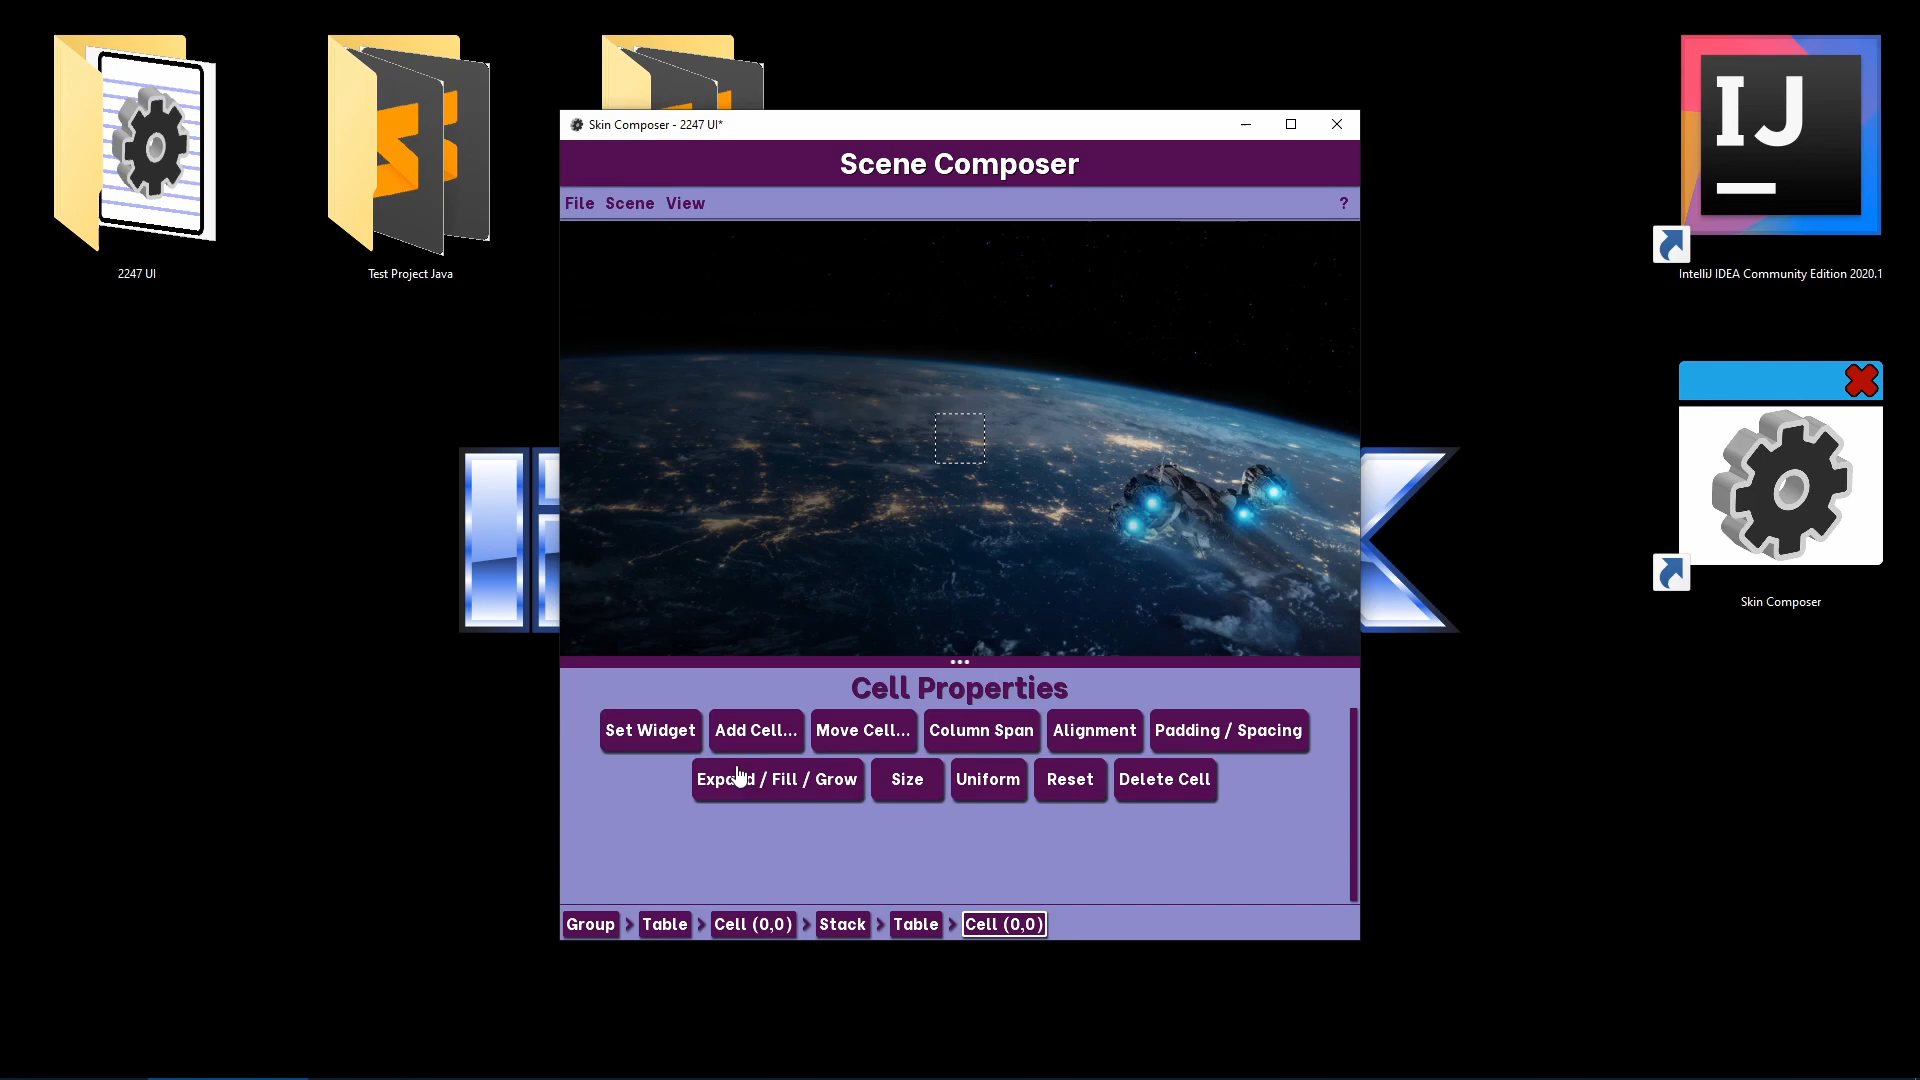 Skin Composer - 2247 UI*
Scene Composer
File Scene View ?
Cell Properties
Set Widget Add Cell... Move Cell... Column Span Alignment Padding / Spacing
Expand / Fill / Grow Size Uniform Reset Delete Cell
Group Table Cell (0,0) Stack Table Cell (0,0)
2247 UI
Test Project Java
IJ
IntelliJ IDEA Community Edition 2020.1
Skin Composer